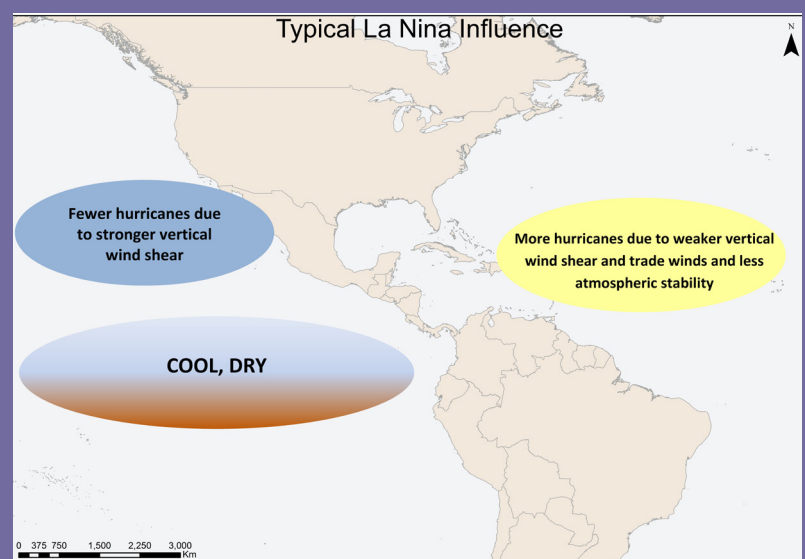 Typical La Nina Influence
N
Fewer hurricanes due
to stronger vertical
wind shear
More hurricanes due to weaker vertical
wind shear and trade winds and less
atmospheric stability
COOL, DRY
0 375 750 1,500 2,250 3,000
Km